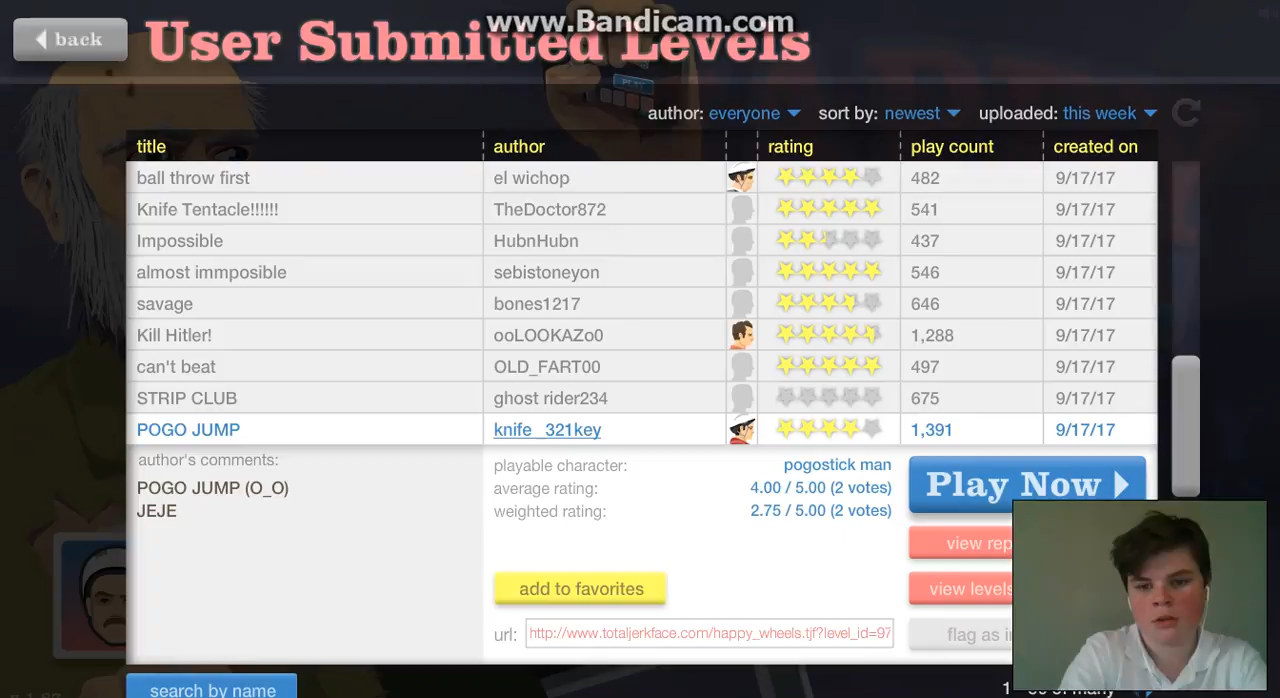 www.Bandicam.com
back
User Submitted Levels
author: everyone sort by: newest uploaded: this week
title author rating play count created on
ball throw first el wichop 482 9/17/17
Knife Tentacle!!!!!! TheDoctor872 541 9/17/17
Impossible HubnHubn 437 9/17/17
almost immposible sebistoneyon 546 9/17/17
savage bones1217 646 9/17/17
Kill Hitler! ooLOOKAZo0 1,288 9/17/17
can't beat OLD_FART00 497 9/17/17
STRIP CLUB ghost rider234 675 9/17/17
POGO JUMP knife_321key 1,391 9/17/17
author's comments:
POGO JUMP (O_O)
JEJE
playable character: pogostick man
average rating: 4.00 / 5.00 (2 votes)
weighted rating: 2.75 / 5.00 (2 votes)
Play Now
view rep
view levels
add to favorites
url: http://www.totaljerkface.com/happy_wheels.tjf?level_id=97
flag as i
search by name